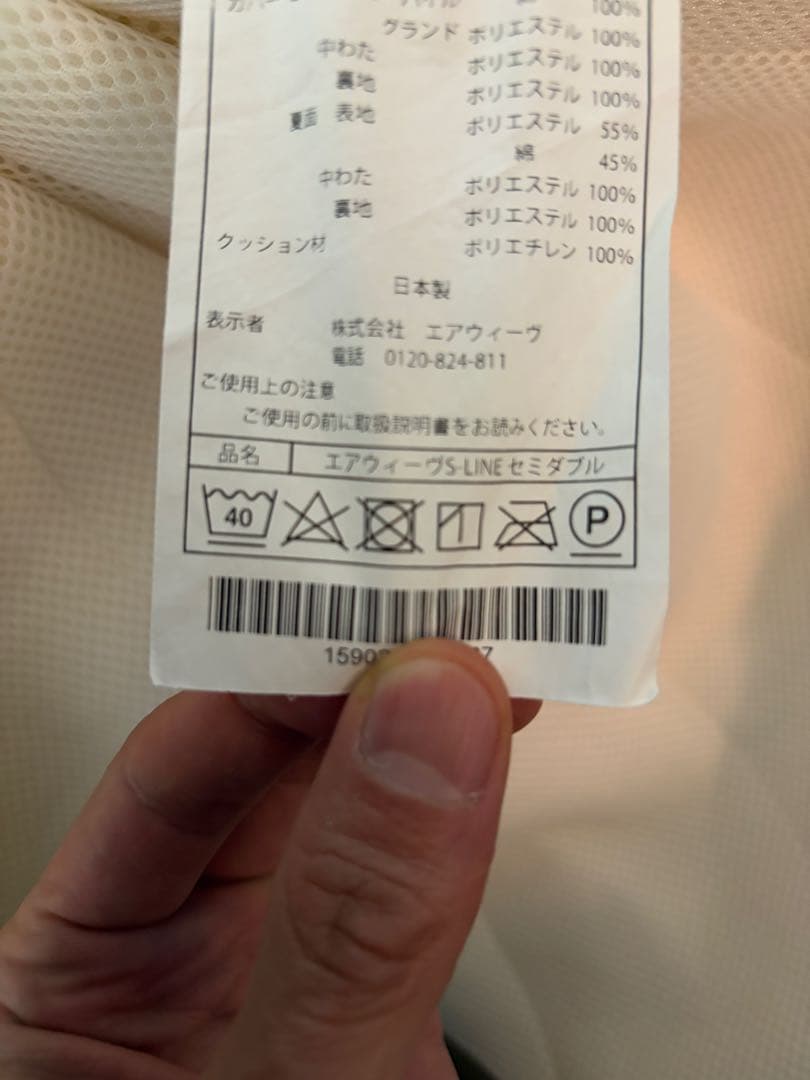 100%
グランド ポリエステル 100%
中わた ポリエステル 100%
裏地 ポリエステル 100%
夏面 表地 ポリエステル 55%
綿 45%
中わた ポリエステル 100%
裏地 ポリエステル 100%
クッション材 ポリエチレン 100%
日本製
表示者 株式会社 エアウィーヴ
電話 0120-824-811
ご使用上の注意
ご使用の前に取扱説明書をお読みください。
品名 エアウィーヴS-LINE セミダブル
40 P